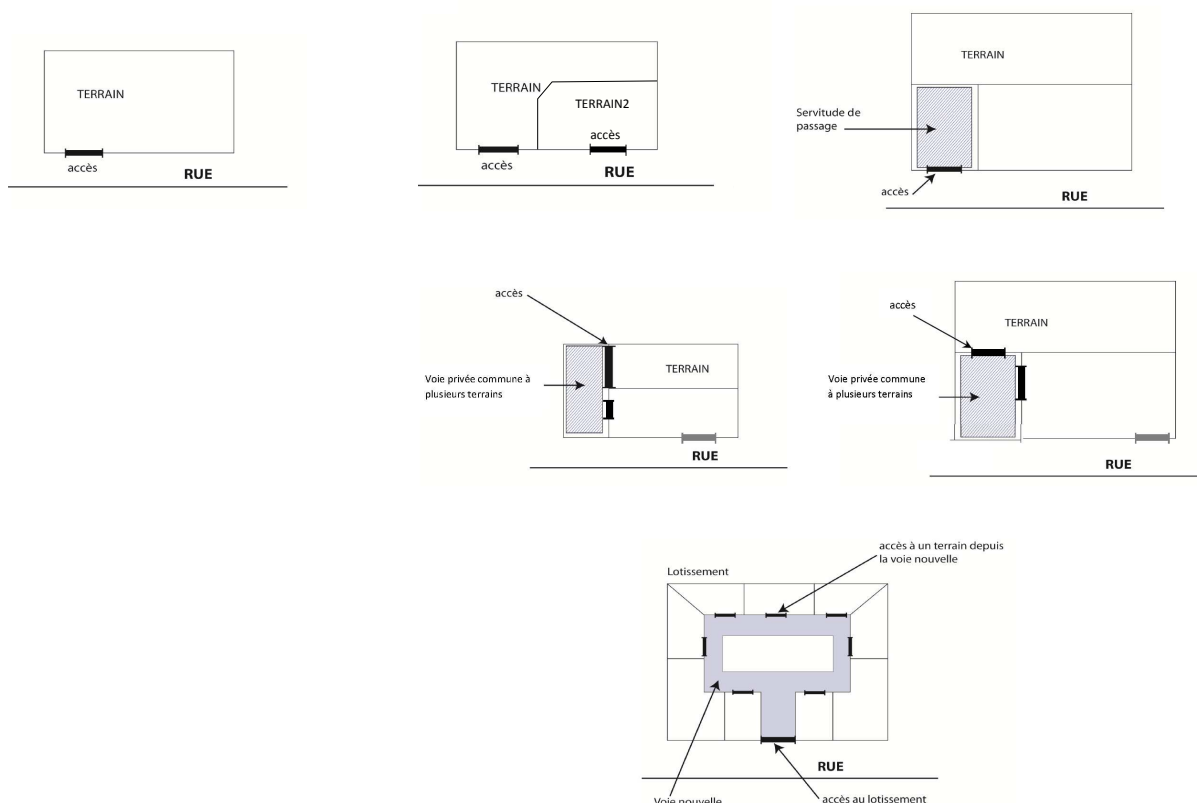 TERRAIN
accès
RUE
TERRAIN
TERRAIN2
accès
accès
RUE
TERRAIN
Servitude de
passage
accès
RUE
accès
TERRAIN
Voie privée commune à
plusieurs terrains
RUE
accès
TERRAIN
Voie privée commune
à plusieurs terrains
RUE
accès à un terrain depuis
la voie nouvelle
Lotissement
RUE
Voie nouvelle
accès au lotissement